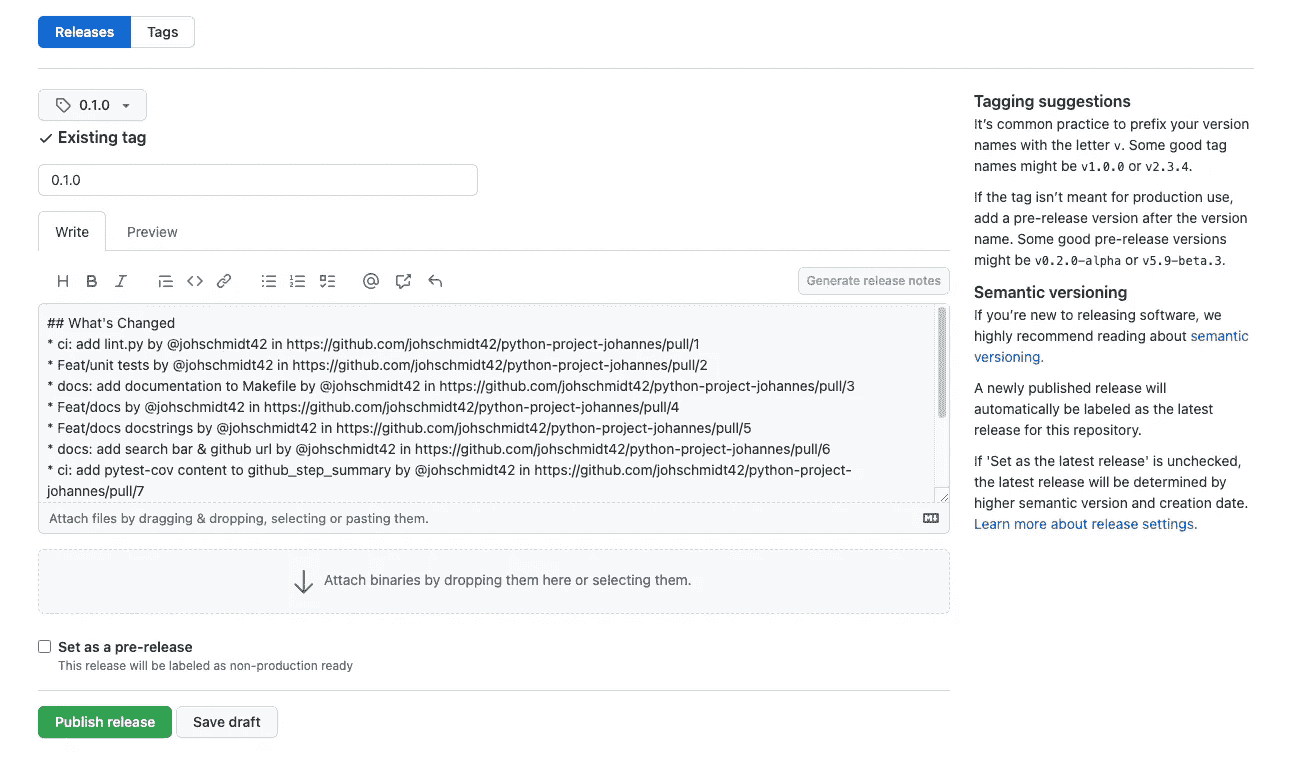 Releases Tags
0.1.0
Existing tag
0.1.0
Write Preview
H B I
Generate release notes
## What's Changed
* ci: add lint.py by @johschmidt42 in https://github.com/johschmidt42/python-project-johannes/pull/1
* Feat/unit tests by @johschmidt42 in https://github.com/johschmidt42/python-project-johannes/pull/2
* docs: add documentation to Makefile by @johschmidt42 in https://github.com/johschmidt42/python-project-johannes/pull/3
* Feat/docs by @johschmidt42 in https://github.com/johschmidt42/python-project-johannes/pull/4
* Feat/docs docstrings by @johschmidt42 in https://github.com/johschmidt42/python-project-johannes/pull/5
* docs: add search bar & github url by @johschmidt42 in https://github.com/johschmidt42/python-project-johannes/pull/6
* ci: add pytest-cov content to github_step_summary by @johschmidt42 in https://github.com/johschmidt42/python-project-
johannes/pull/7
Attach files by dragging & dropping, selecting or pasting them.
Attach binaries by dropping them here or selecting them.
Set as a pre-release
This release will be labeled as non-production ready
Publish release Save draft
Tagging suggestions
It's common practice to prefix your version
names with the letter v. Some good tag
names might be v1.0.0 or v2.3.4.
If the tag isn't meant for production use,
add a pre-release version after the version
name. Some good pre-release versions
might be v0.2.0-alpha or v5.9-beta.3.
Semantic versioning
If you're new to releasing software, we
highly recommend reading about semantic
versioning.
A newly published release will
automatically be labeled as the latest
release for this repository.
If 'Set as the latest release' is unchecked,
the latest release will be determined by
higher semantic version and creation date.
Learn more about release settings.